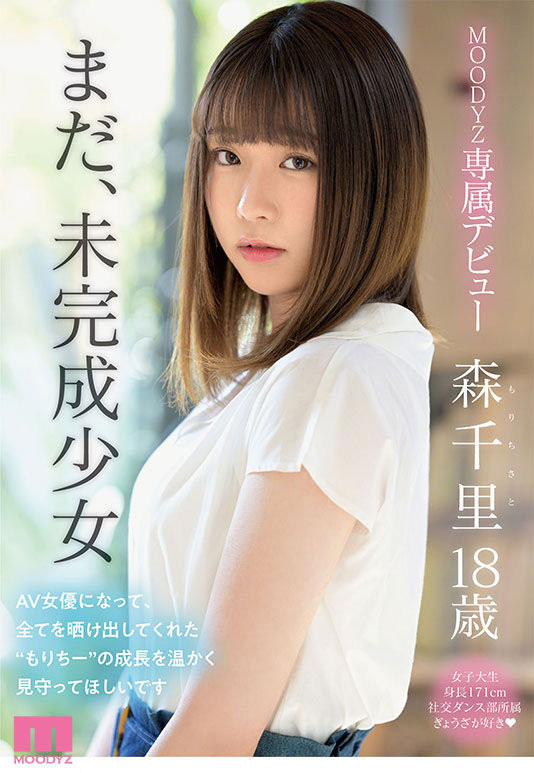 MOODYZ専属デビュー
森千里 18歳
もりちさと
まだ、未完成少女
AV女優になって、
全てを晒け出してくれた
“もりちー”の成長を温かく
見守ってほしいです
女子大生
身長171cm
社交ダンス部所属
ぎょうざが好き♥
m
MOODYZ